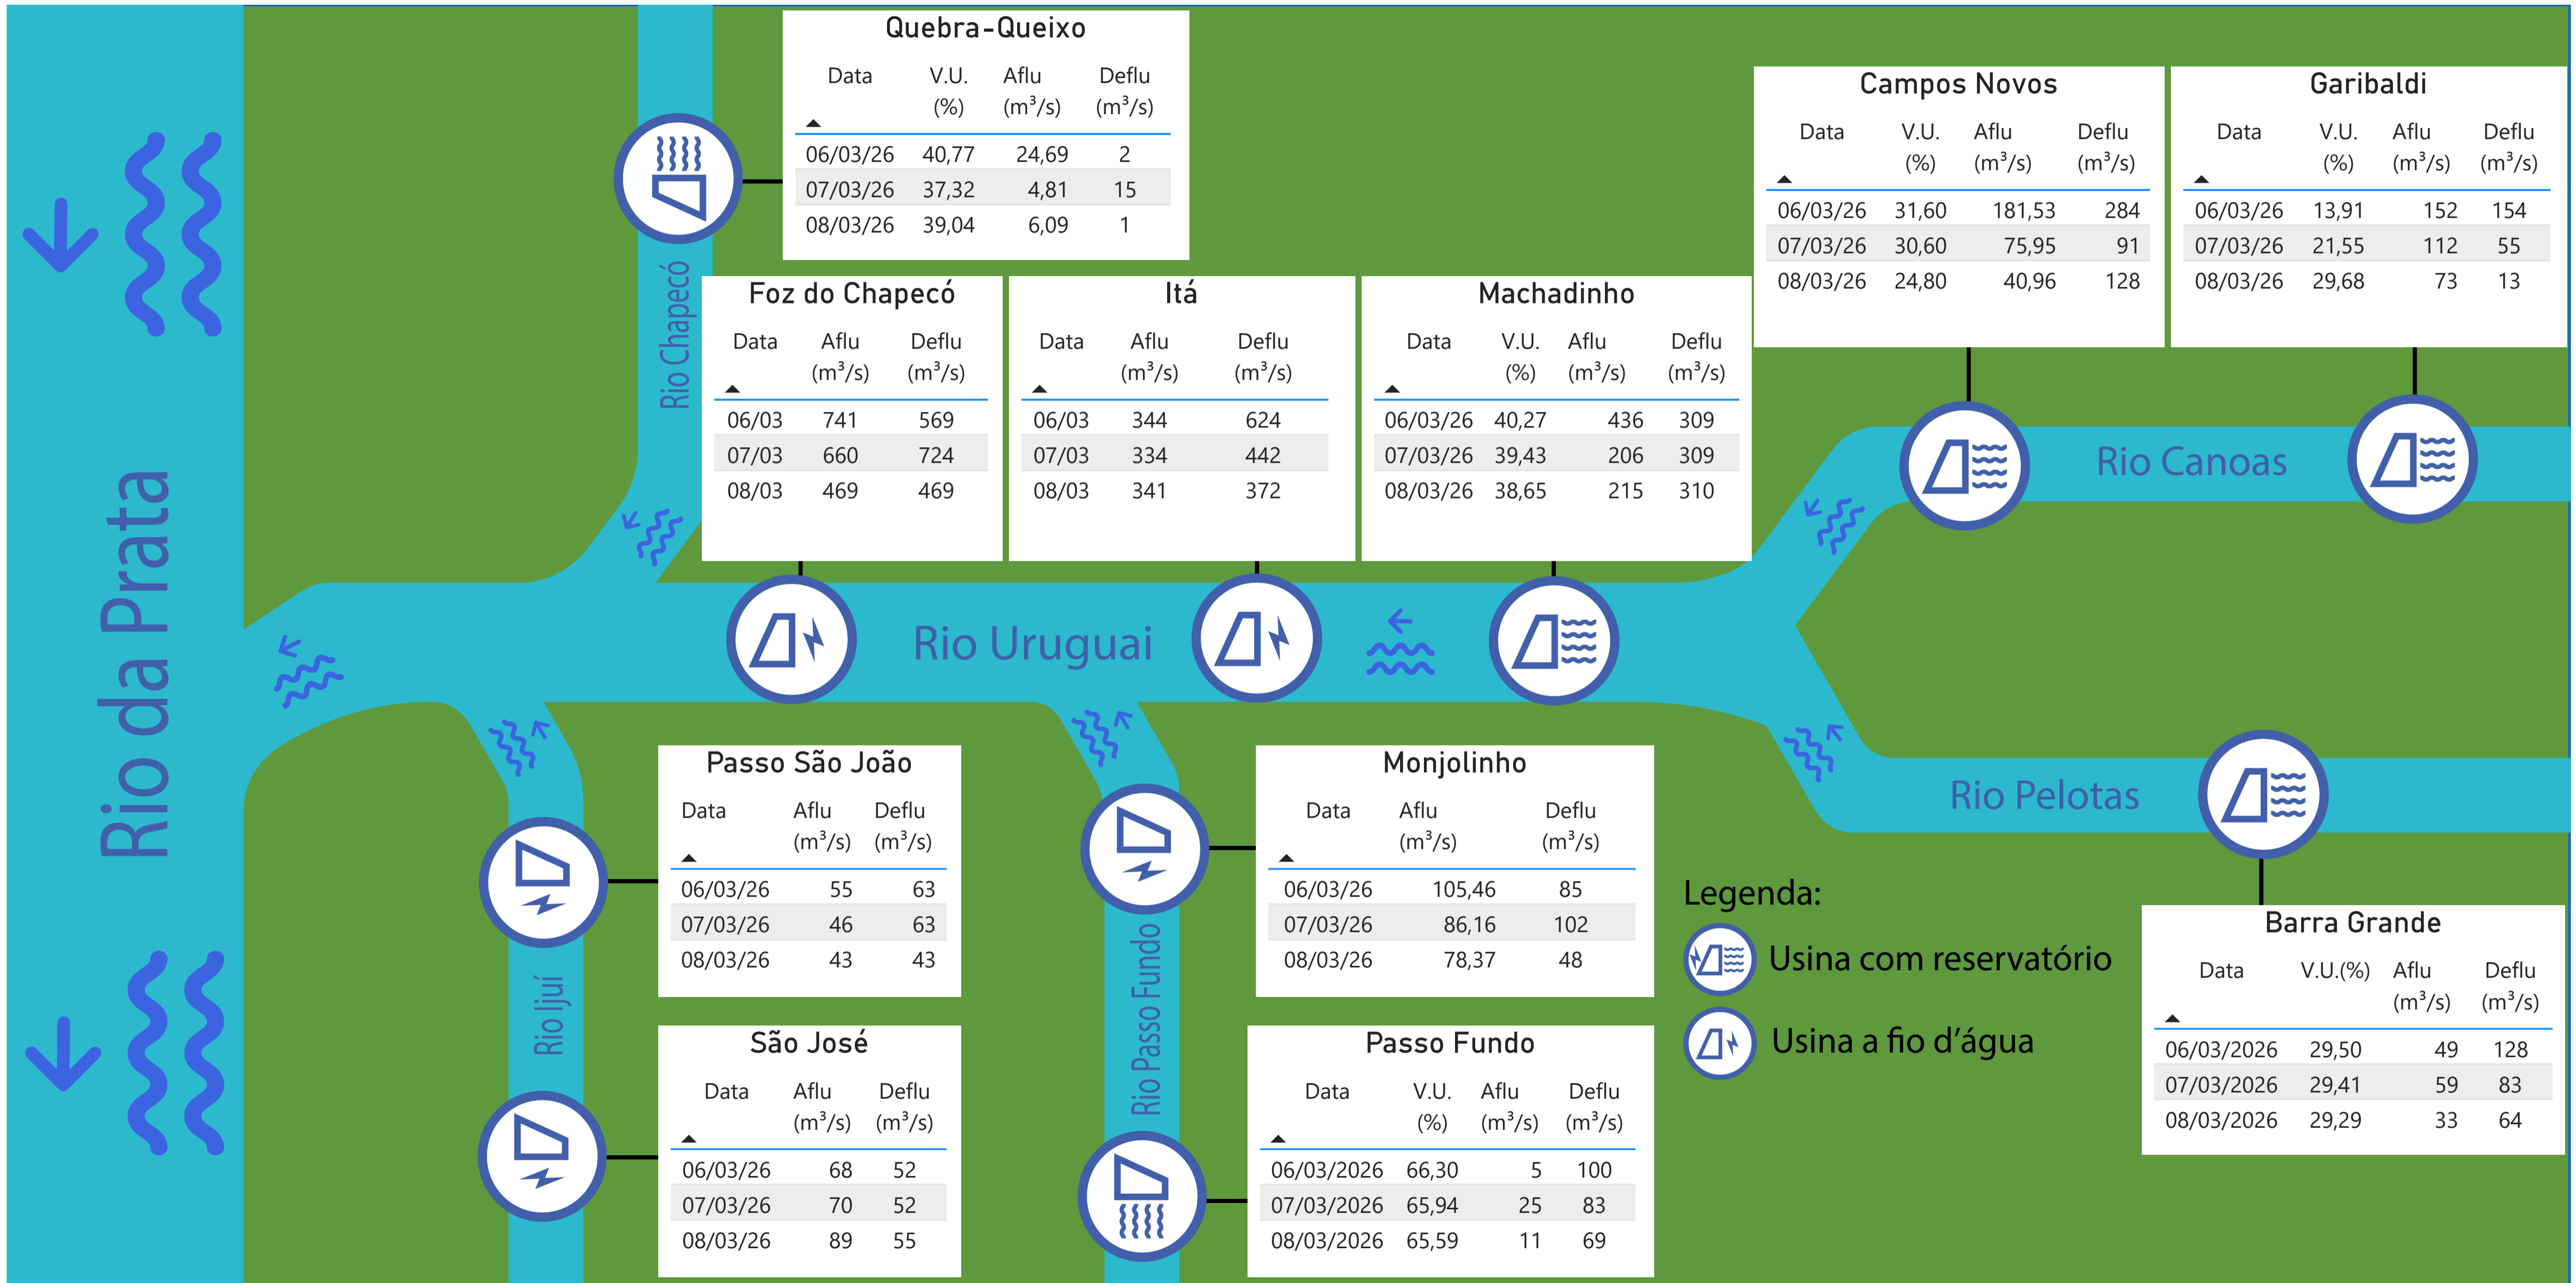 Quebra-Queixo
Data V.U. (%) Aflu (m³/s) Deflu (m³/s)
06/03/26 40,77 24,69 2
07/03/26 37,32 4,81 15
08/03/26 39,04 6,09 1
Campos Novos
Data V.U. (%) Aflu (m³/s) Deflu (m³/s)
06/03/26 31,60 181,53 284
07/03/26 30,60 75,95 91
08/03/26 24,80 40,96 128
Garibaldi
Data V.U. (%) Aflu (m³/s) Deflu (m³/s)
06/03/26 13,91 152 154
07/03/26 21,55 112 55
08/03/26 29,68 73 13
Rio Chapecó
Foz do Chapecó
Data Aflu (m³/s) Deflu (m³/s)
06/03 741 569
07/03 660 724
08/03 469 469
Itá
Data Aflu (m³/s) Deflu (m³/s)
06/03 344 624
07/03 334 442
08/03 341 372
Machadinho
Data V.U. (%) Aflu (m³/s) Deflu (m³/s)
06/03/26 40,27 436 309
07/03/26 39,43 206 309
08/03/26 38,65 215 310
Rio Canoas
Rio da Prata
Rio Uruguai
Rio Pelotas
Passo São João
Data Aflu (m³/s) Deflu (m³/s)
06/03/26 55 63
07/03/26 46 63
08/03/26 43 43
Monjolinho
Data Aflu (m³/s) Deflu (m³/s)
06/03/26 105,46 85
07/03/26 86,16 102
08/03/26 78,37 48
Legenda:
Usina com reservatório
Usina a fio d’água
Barra Grande
Data V.U.(%) Aflu (m³/s) Deflu (m³/s)
06/03/2026 29,50 49 128
07/03/2026 29,41 59 83
08/03/2026 29,29 33 64
Rio Ijuí
São José
Data Aflu (m³/s) Deflu (m³/s)
06/03/26 68 52
07/03/26 70 52
08/03/26 89 55
Rio Passo Fundo
Passo Fundo
Data V.U. (%) Aflu (m³/s) Deflu (m³/s)
06/03/2026 66,30 5 100
07/03/2026 65,94 25 83
08/03/2026 65,59 11 69